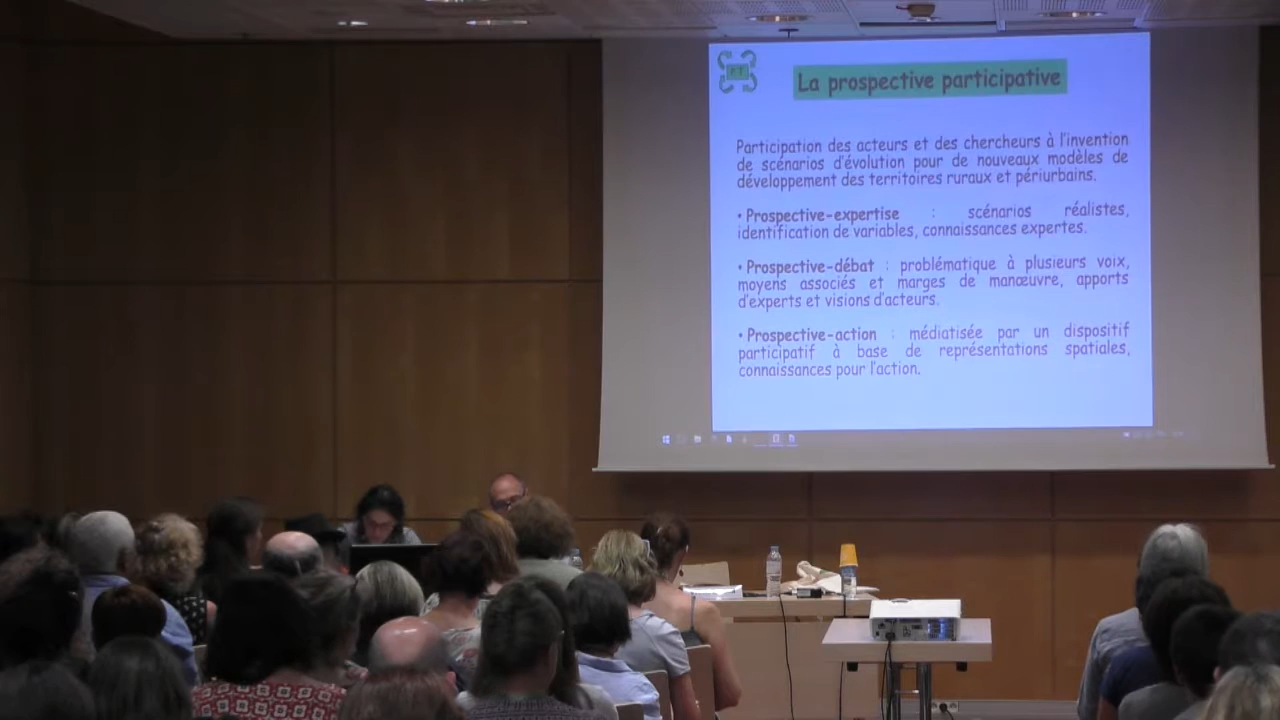 P T
La prospective participative
Participation des acteurs et des chercheurs à l'invention
de scénarios d'évolution pour de nouveaux modèles de
développement des territoires ruraux et périurbains.
• Prospective-expertise : scénarios réalistes,
identification de variables, connaissances expertes.
• Prospective-débat : problématique à plusieurs voix,
moyens associés et marges de manœuvre, apports
d'experts et visions d'acteurs.
• Prospective-action : médiatisée par un dispositif
participatif à base de représentations spatiales,
connaissances pour l'action.